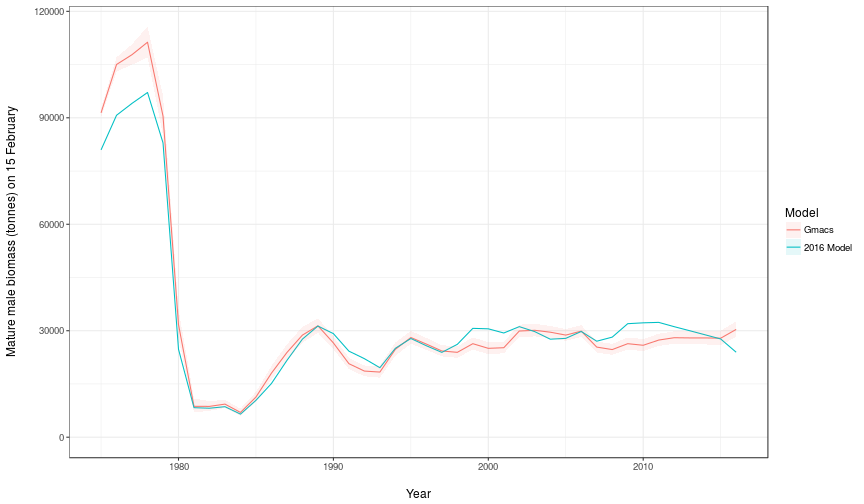 120000
90000
60000
30000
0
Mature male biomass (tonnes) on 15 February
1980
1990
2000
2010
Year
Model
Gmacs
2016 Model